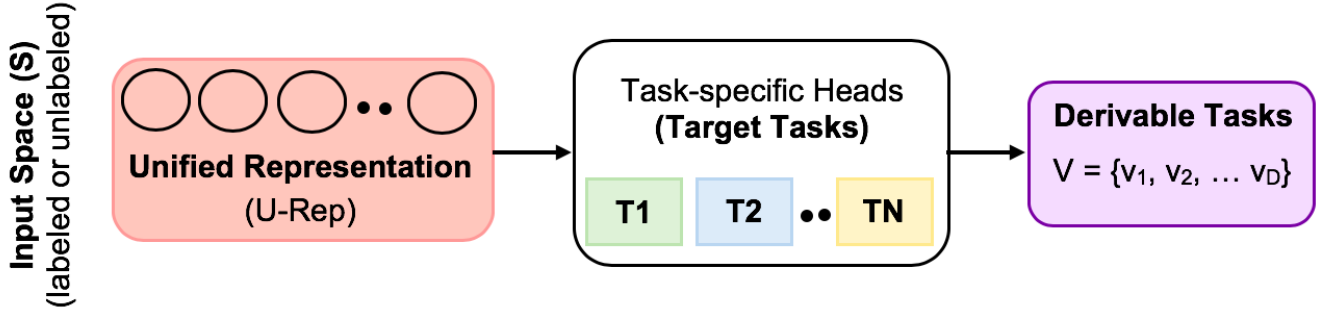 Input Space (S)
(labeled or unlabeled)
Unified Representation
(U-Rep)
Task-specific Heads
(Target Tasks)
T1 T2 •• TN
Derivable Tasks
V = {v₁, v₂, … v_D}